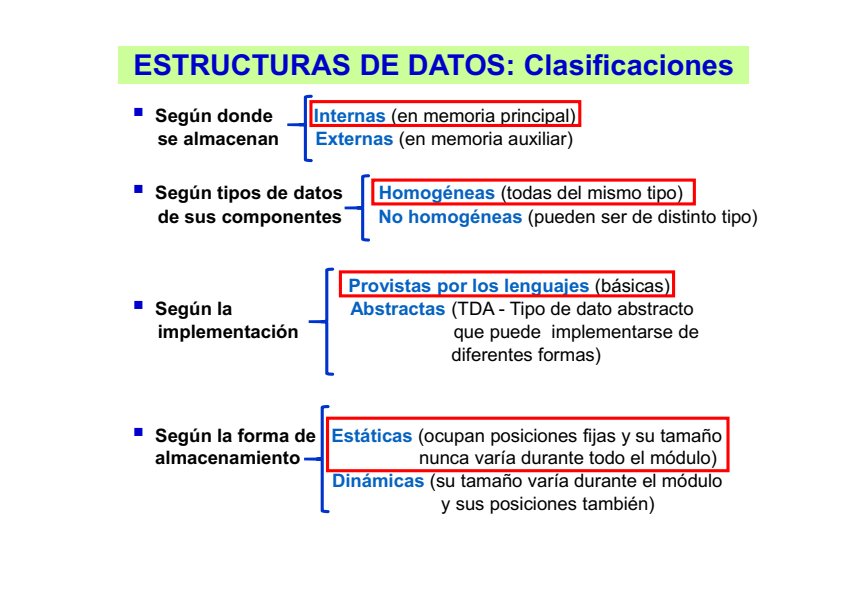 ESTRUCTURAS DE DATOS: Clasificaciones
Según donde
se almacenan
Internas (en memoria principal)
Externas (en memoria auxiliar)
Según tipos de datos
de sus componentes
Homogéneas (todas del mismo tipo)
No homogéneas (pueden ser de distinto tipo)
Según la
implementación
Provistas por los lenguajes (básicas)
Abstractas (TDA - Tipo de dato abstracto
que puede implementarse de
diferentes formas)
Según la forma de
almacenamiento
Estáticas (ocupan posiciones fijas y su tamaño
nunca varía durante todo el módulo)
Dinámicas (su tamaño varía durante el módulo
y sus posiciones también)